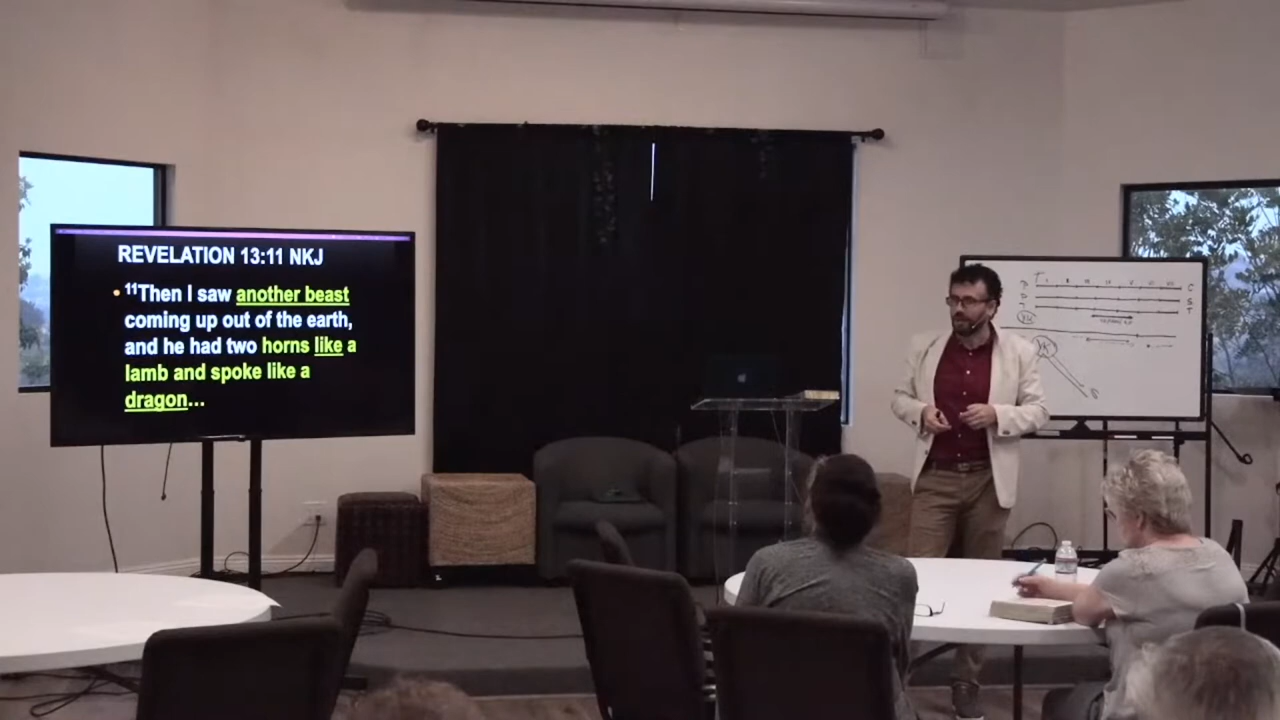 REVELATION 13:11 NKJ
• ¹¹Then I saw another beast
coming up out of the earth,
and he had two horns like a
lamb and spoke like a
dragon...